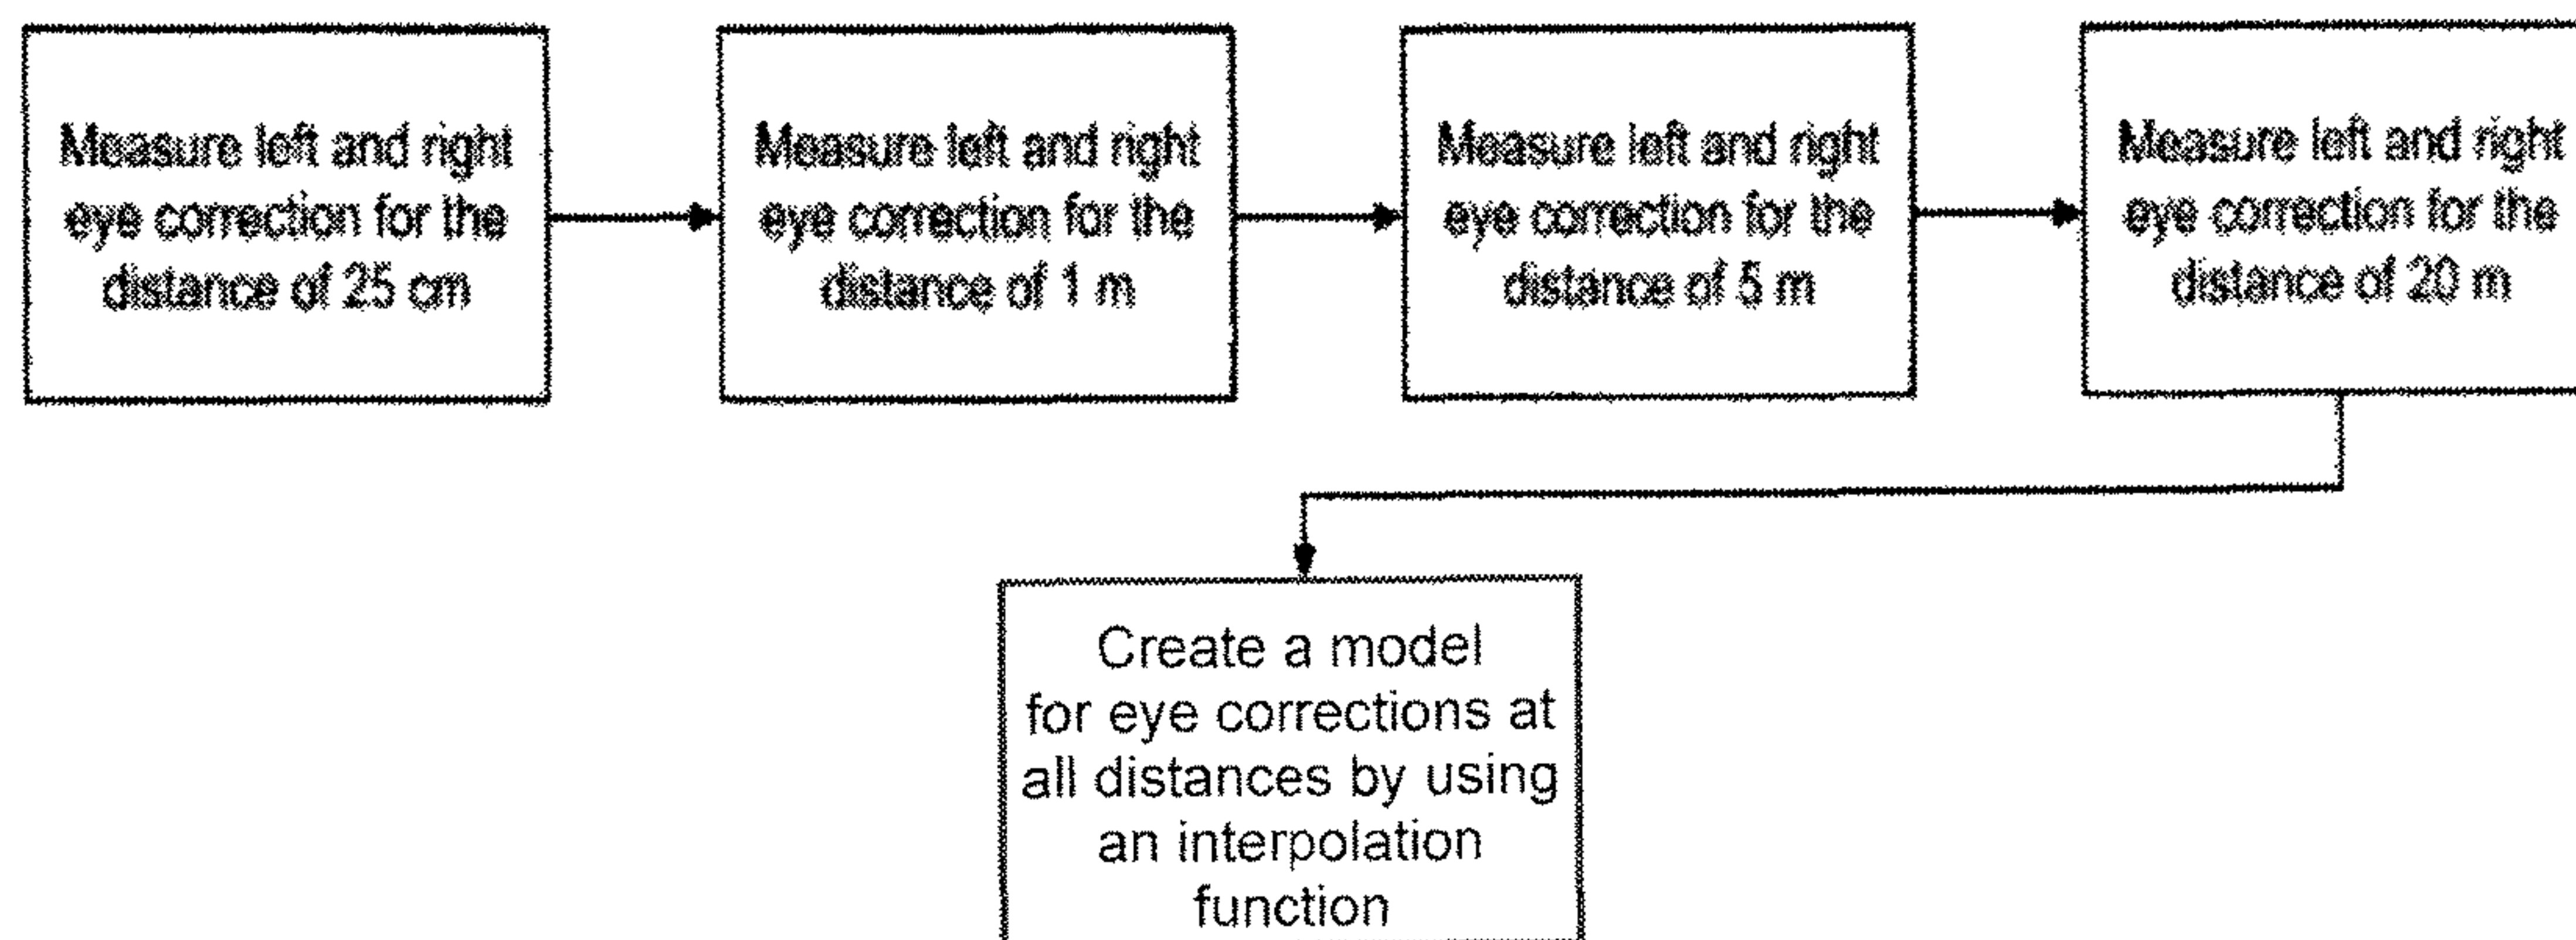 Measure left and right
eye correction for the
distance of 25 cm
Measure left and right
eye correction for the
distance of 1 m
Measure left and right
eye correction for the
distance of 5 m
Measure left and right
eye correction for the
distance of 20 m
Create a model
for eye corrections at
all distances by using
an interpolation
function